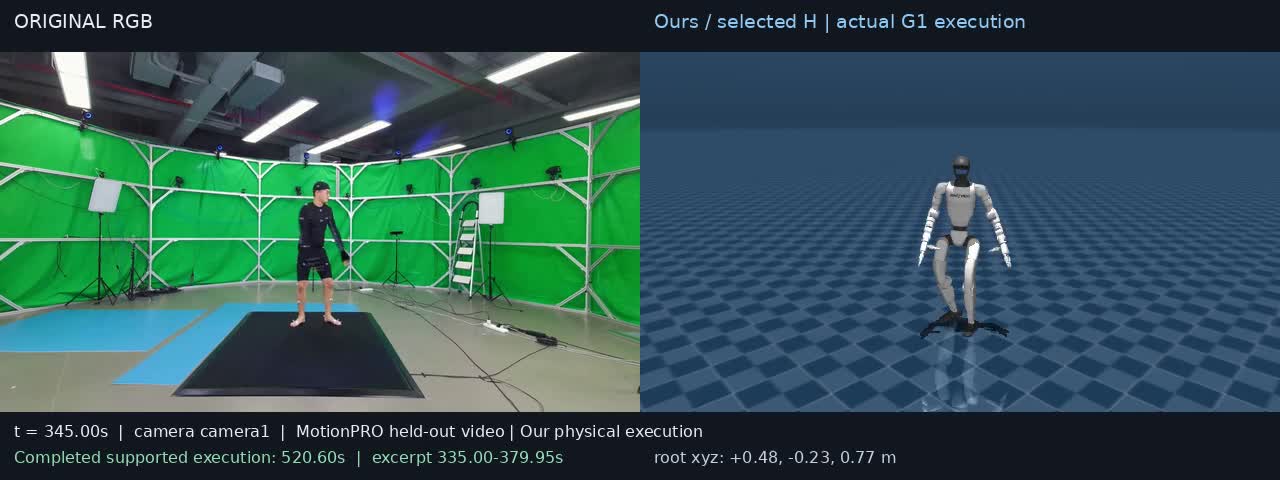 ORIGINAL RGB
Ours / selected H | actual G1 execution
t = 345.00s | camera camera1 | MotionPRO held-out video | Our physical execution
Completed supported execution: 520.60s | excerpt 335.00-379.95s
root xyz: +0.48, -0.23, 0.77 m